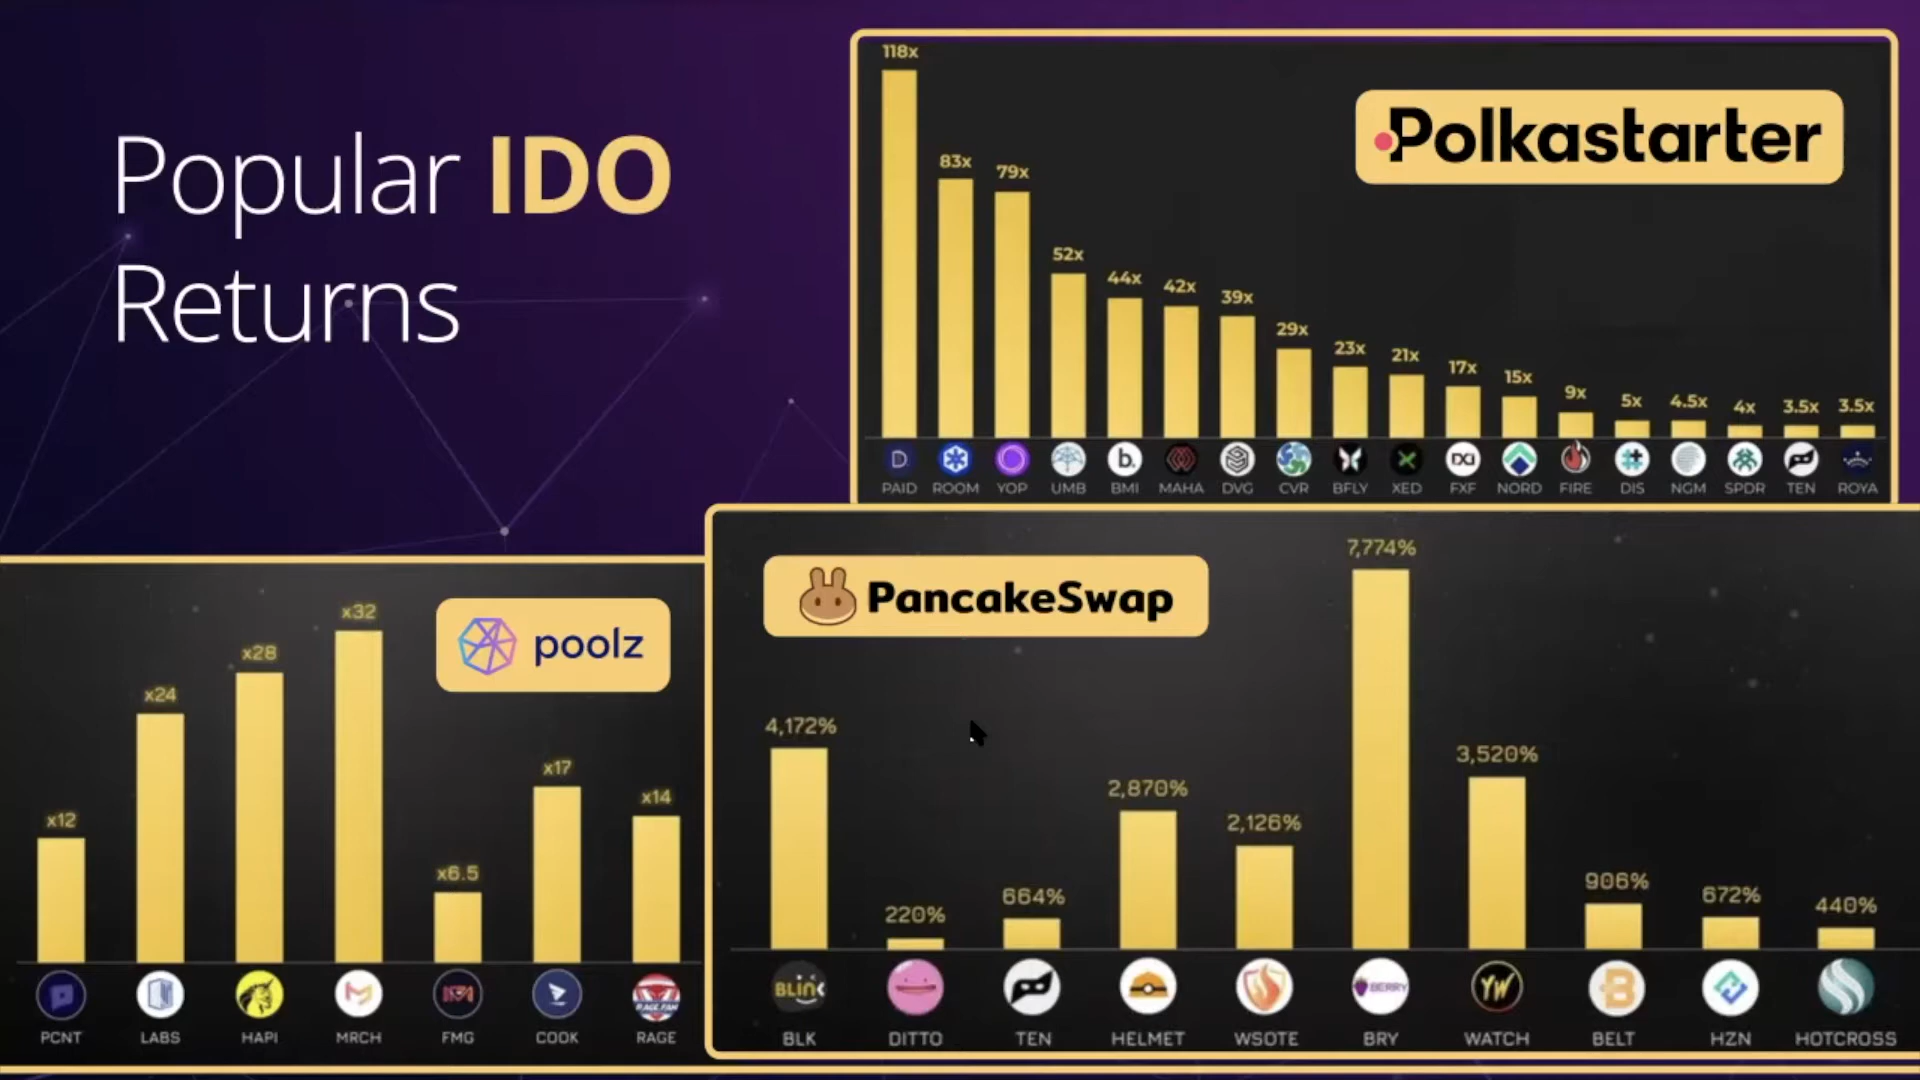 Popular IDO
Returns
Polkastarter
118x
83x
79x
52x
44x
42x
39x
29x
23x
21x
17x
15x
9x
5x
4.5x
4x
3.5x
3.5x
D
b.
PAID ROOM YOP UMB BMI MAHA DVG CVR BFLY XED FXF NORD FIRE DIS NGM SPDR TEN ROYA
poolz
x12
x24
x28
x32
x6.5
x17
x14
PCNT LABS HAPI MRCH FMG COOK RAGE
PancakeSwap
4,172%
220%
664%
2,870%
2,126%
7,774%
3,520%
906%
672%
440%
BERRY
YW
BLK DITTO TEN HELMET WSOTE BRY WATCH BELT HZN HOTCROSS